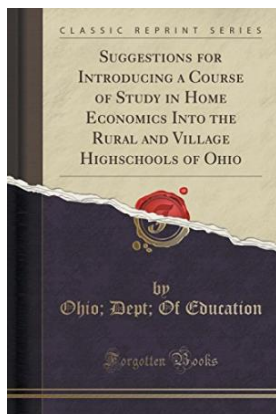 CLASSIC REPRINT SERIES
SUGGESTIONS FOR
INTRODUCING A COURSE
OF STUDY IN HOME
ECONOMICS INTO THE
RURAL AND VILLAGE
HIGHSCHOOLS OF OHIO
by
Ohio; Dept; Of Education
Forgotten Books